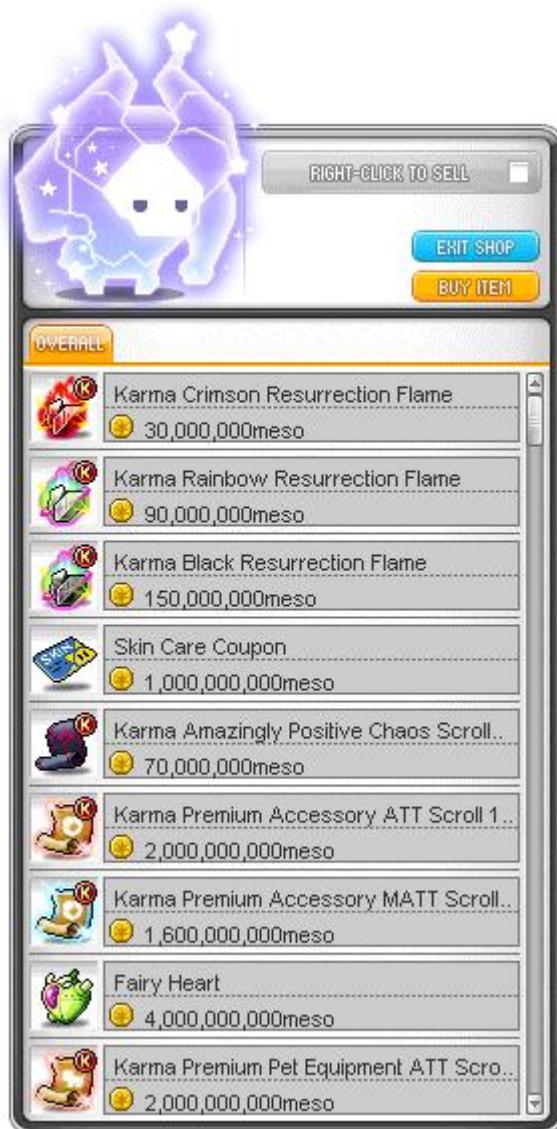 RIGHT-CLICK TO SELL
EXIT SHOP
BUY ITEM
OVERALL
Karma Crimson Resurrection Flame
30,000,000meso
Karma Rainbow Resurrection Flame
90,000,000meso
Karma Black Resurrection Flame
150,000,000meso
SKIN
Skin Care Coupon
1,000,000,000meso
Karma Amazingly Positive Chaos Scroll..
70,000,000meso
Karma Premium Accessory ATT Scroll 1..
2,000,000,000meso
Karma Premium Accessory MATT Scroll..
1,600,000,000meso
Fairy Heart
4,000,000,000meso
Karma Premium Pet Equipment ATT Scro..
2,000,000,000meso